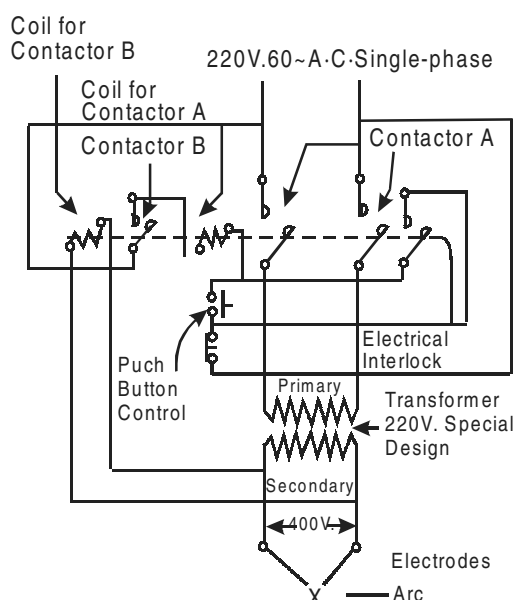 Coil for
Contactor B
220V.60~A·C·Single-phase
Coil for
Contactor A
Contactor B
Contactor A
Electrical
Interlock
Puch
Button
Control
Primary
Transformer
220V. Special
Design
Secondary
400V.
Electrodes
X
Arc